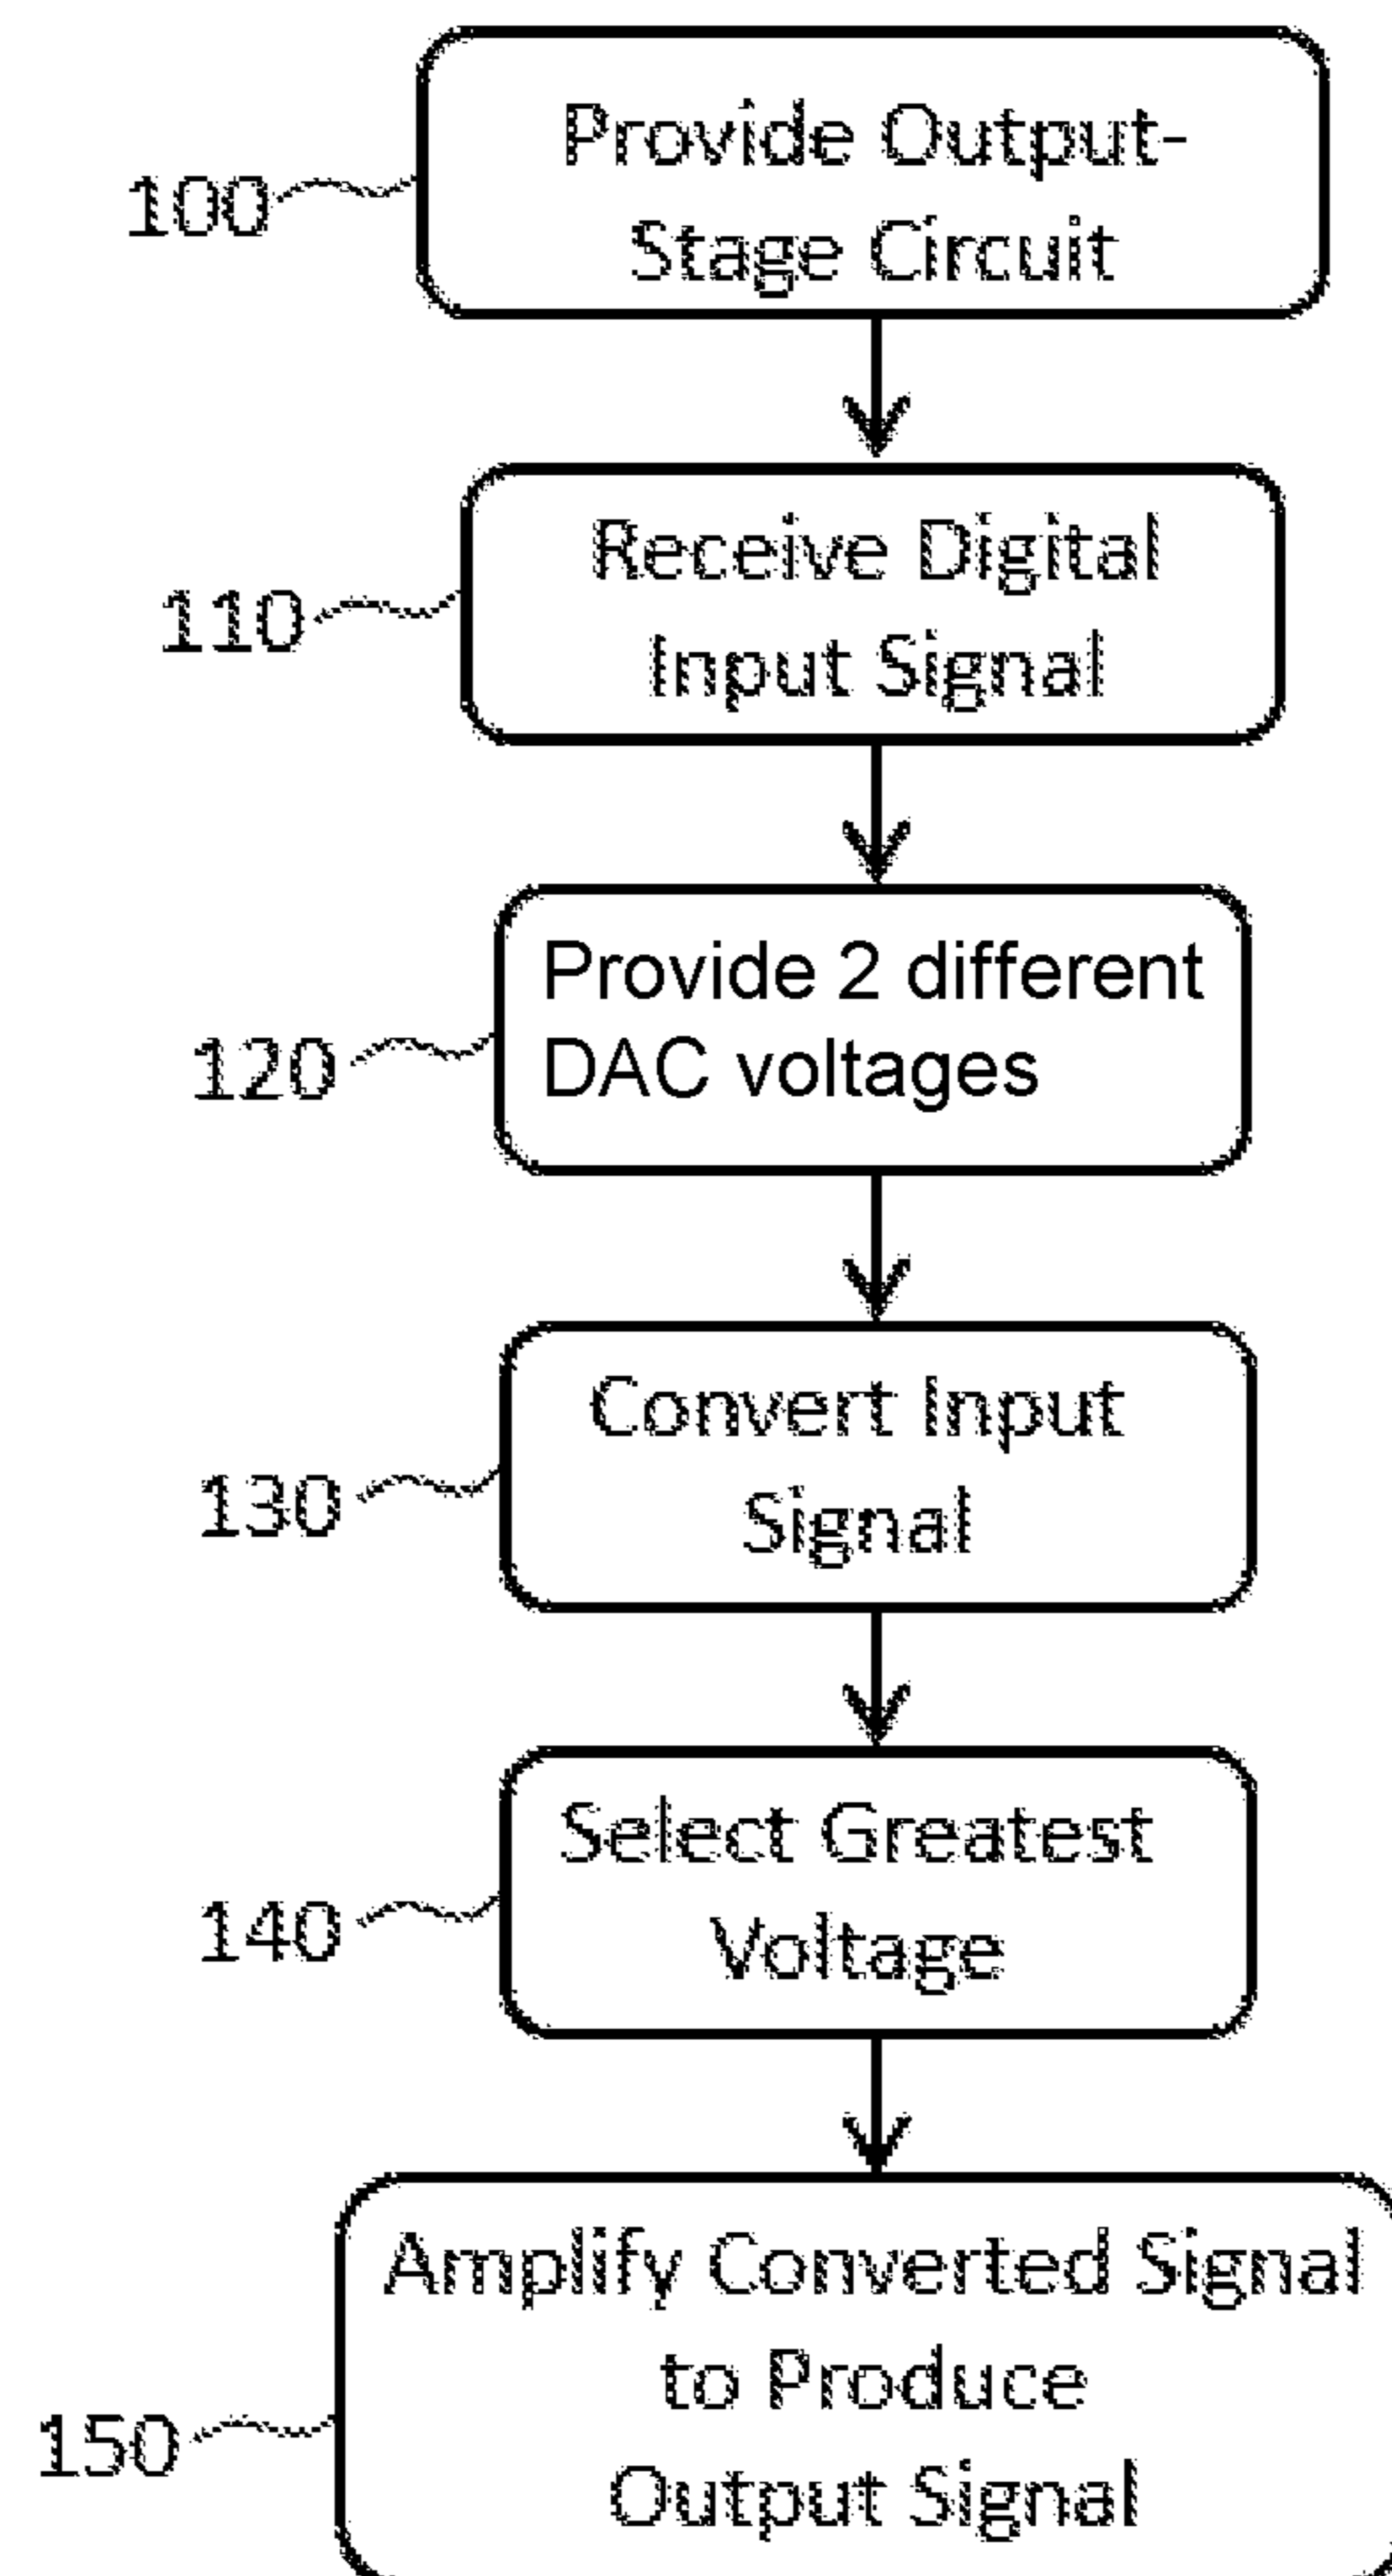 100
Provide Output-
Stage Circuit
110
Receive Digital
Input Signal
120
Provide 2 different
DAC voltages
130
Convert Input
Signal
140
Select Greatest
Voltage
150
Amplify Converted Signal
to Produce
Output Signal